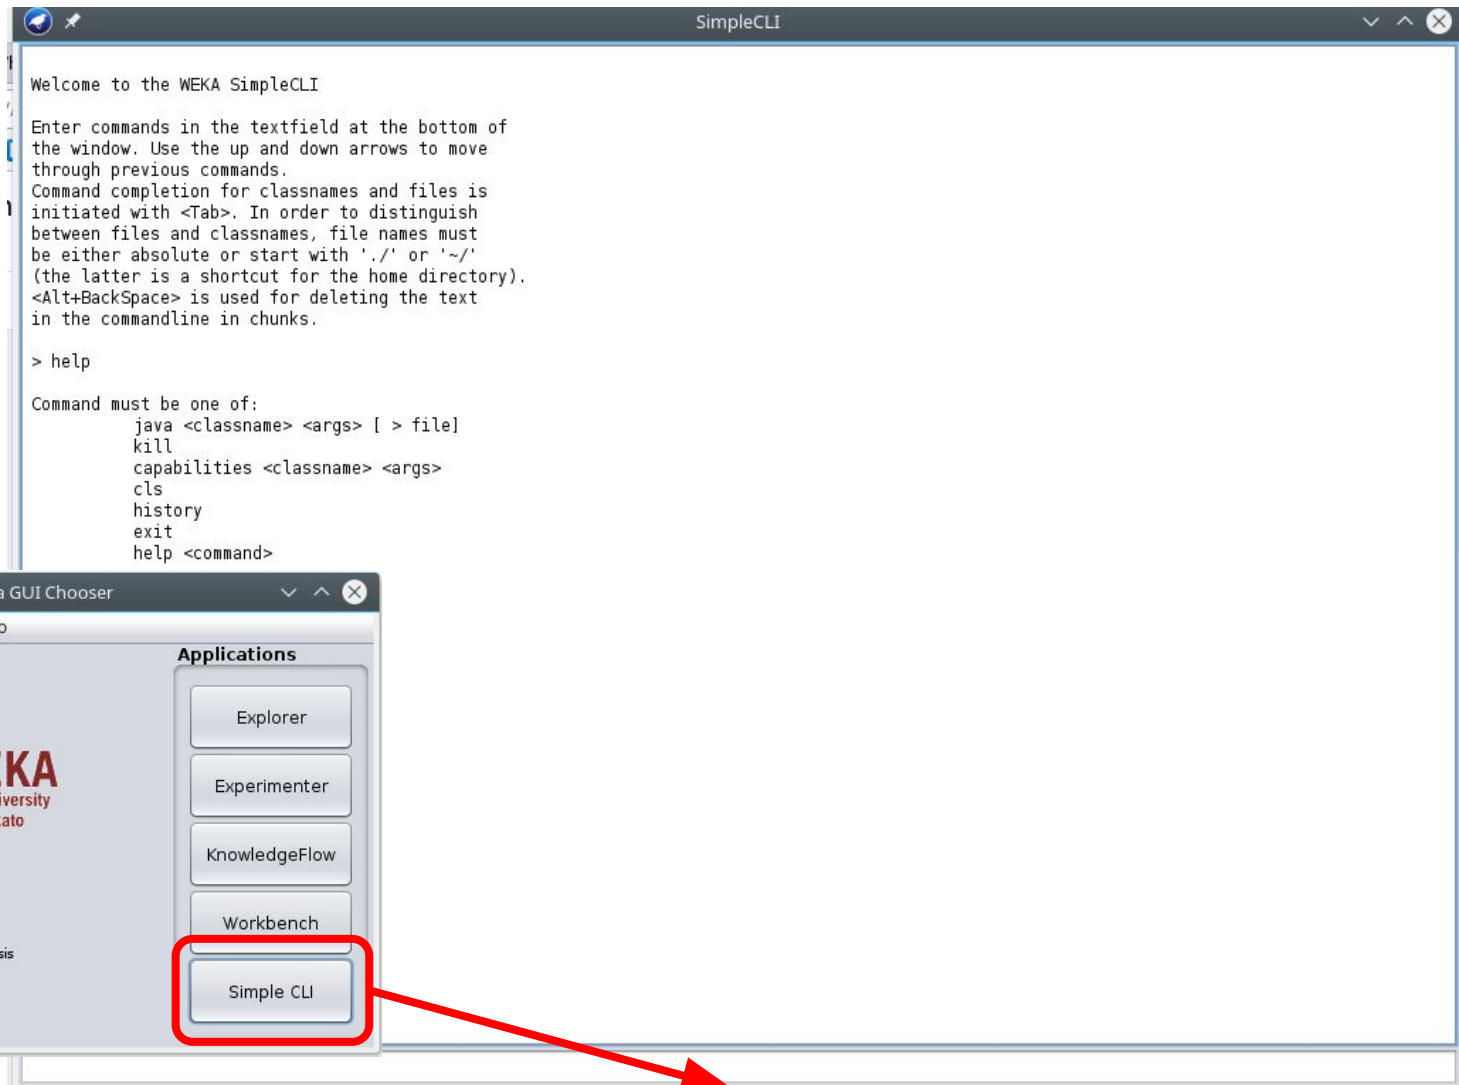 SimpleCLI
Welcome to the WEKA SimpleCLI
Enter commands in the textfield at the bottom of
the window. Use the up and down arrows to move
through previous commands.
Command completion for classnames and files is
initiated with <Tab>. In order to distinguish
between files and classnames, file names must
be either absolute or start with './' or '~/'
(the latter is a shortcut for the home directory).
<Alt+BackSpace> is used for deleting the text
in the commandline in chunks.
> help
Command must be one of:
java <classname> <args> [ > file]
kill
capabilities <classname> <args>
cls
history
exit
help <command>
a GUI Chooser
Applications
Explorer
Experimenter
KnowledgeFlow
Workbench
Simple CLI